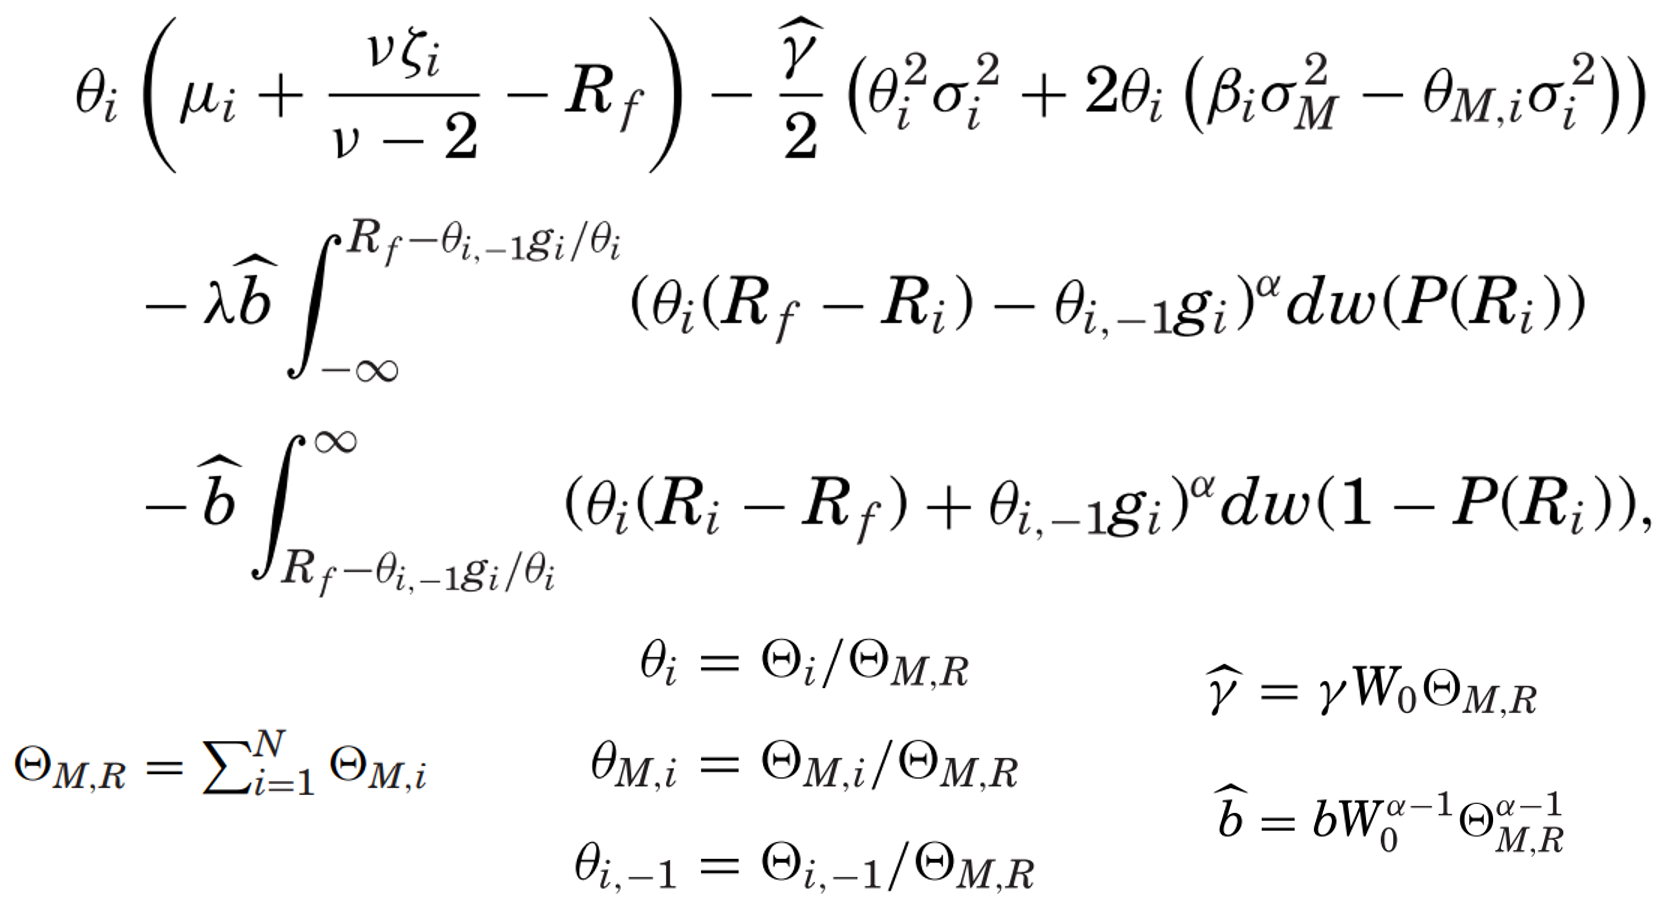 θ_i ( μ_i + νζ_i / (ν − 2) − R_f ) − γ̂/2 ( θ_i^2 σ_i^2 + 2θ_i ( β_i σ_M^2 − θ_{M,i} σ_i^2 ) )
− λb̂ ∫_{−∞}^{R_f−θ_{i,−1}g_i/θ_i} (θ_i(R_f − R_i) − θ_{i,−1}g_i)^α dw(P(R_i))
− b̂ ∫_{R_f−θ_{i,−1}g_i/θ_i}^{∞} (θ_i(R_i − R_f) + θ_{i,−1}g_i)^α dw(1 − P(R_i)),
θ_i = Θ_i/Θ_{M,R}
γ̂ = γW_0Θ_{M,R}
Θ_{M,R} = ∑_{i=1}^{N} Θ_{M,i}
θ_{M,i} = Θ_{M,i}/Θ_{M,R}
b̂ = bW_0^{α−1}Θ_{M,R}^{α−1}
θ_{i,−1} = Θ_{i,−1}/Θ_{M,R}